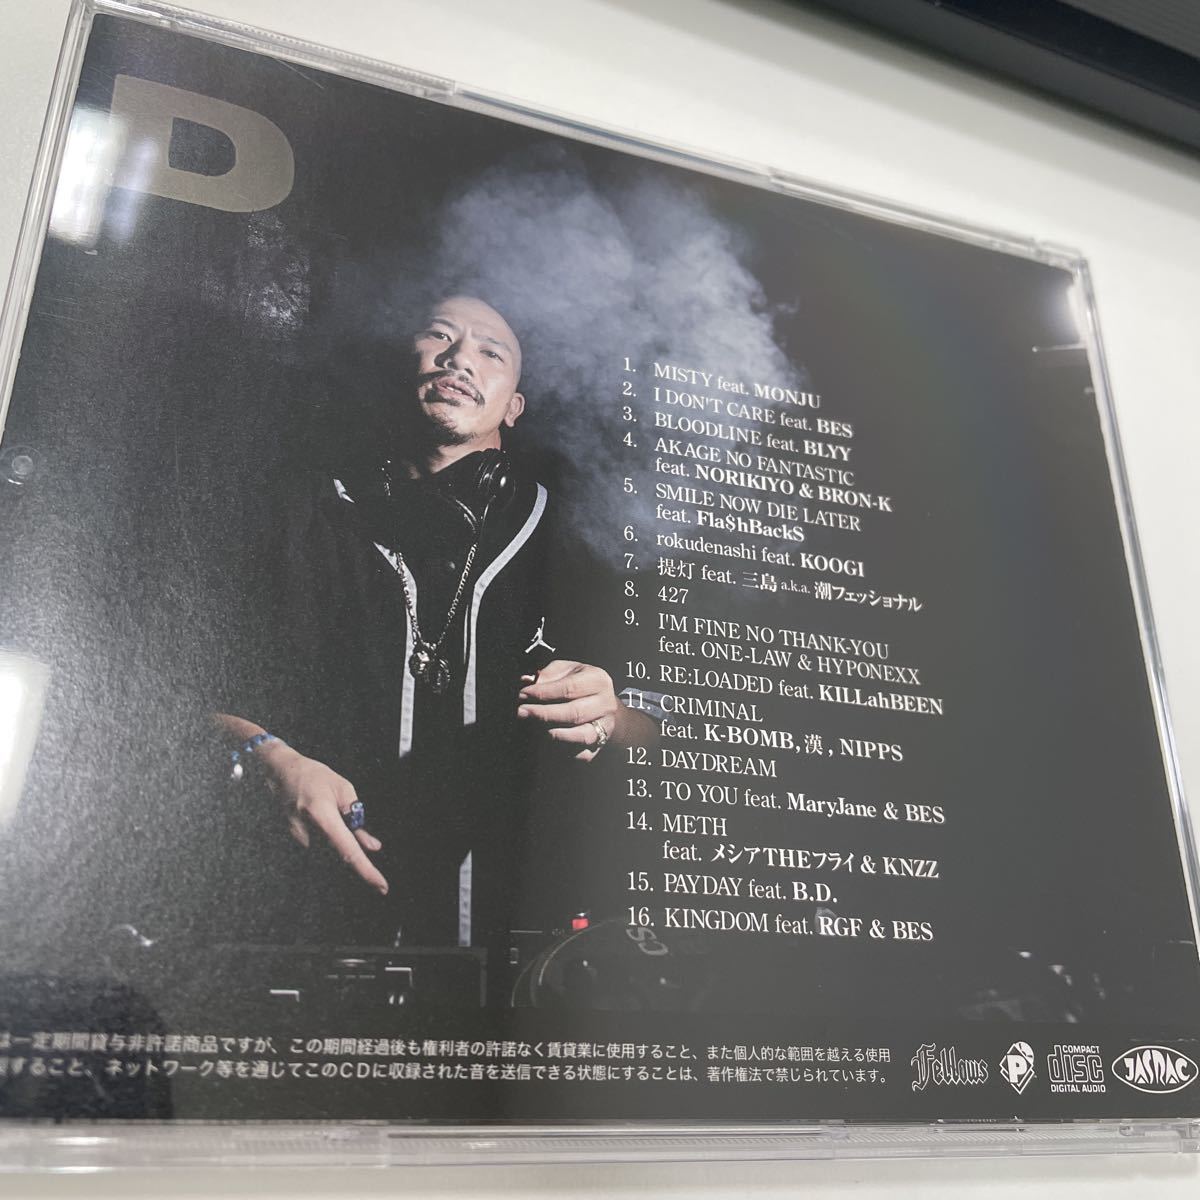 D
1. MISTY feat. MONJU
2. I DON'T CARE feat. BES
3. BLOODLINE feat. BLYY
4. AKAGE NO FANTASTIC
feat. NORIKIYO & BRON-K
5. SMILE NOW DIE LATER
feat. Fla$hBackS
6. rokudenashi feat. KOOGI
7. 提灯 feat. 三島 a.k.a. 潮フェッショナル
8. 427
9. I'M FINE NO THANK-YOU
feat. ONE-LAW & HYPONEXX
10. RE:LOADED feat. KILLahBEEN
11. CRIMINAL
feat. K-BOMB, 漢, NIPPS
12. DAYDREAM
13. TO YOU feat. MaryJane & BES
14. METH
feat. メシアTHEフライ & KNZZ
15. PAYDAY feat. B.D.
16. KINGDOM feat. RGF & BES
は一定期間貸与非許諾商品ですが、この期間経過後も権利者の許諾なく賃貸業に使用すること、また個人的な範囲を越える使用
すること、ネットワーク等を通じてこのCDに収録された音を送信できる状態にすることは、著作権法で禁じられています。
Fellows
P
COMPACT
disc
DIGITAL AUDIO
JASRAC